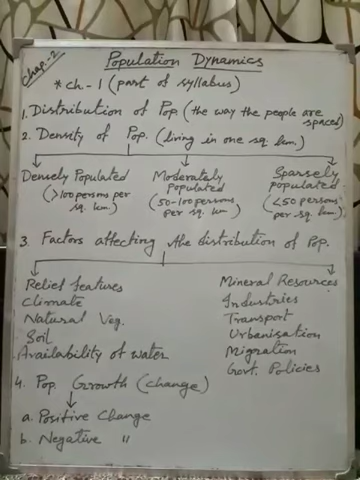 Chap.-2
Population Dynamics
* Ch-1 (part of syllabus)
1. Distribution of Pop. (the way the people are spaced)
2. Density of Pop. (living in one sq. km.)
Densely Populated (>100 persons per sq. km.)
Moderately Populated (50-100 persons per sq. km.)
Sparsely populated (<50 persons per sq. km.)
3. Factors affecting the distribution of Pop.
Relief features
Climate
Natural Veg.
Soil
Availability of water
Mineral Resources
Industries
Transport
Urbanisation
Migration
Govt. Policies
4. Pop. Growth (change)
a. Positive Change
b. Negative "